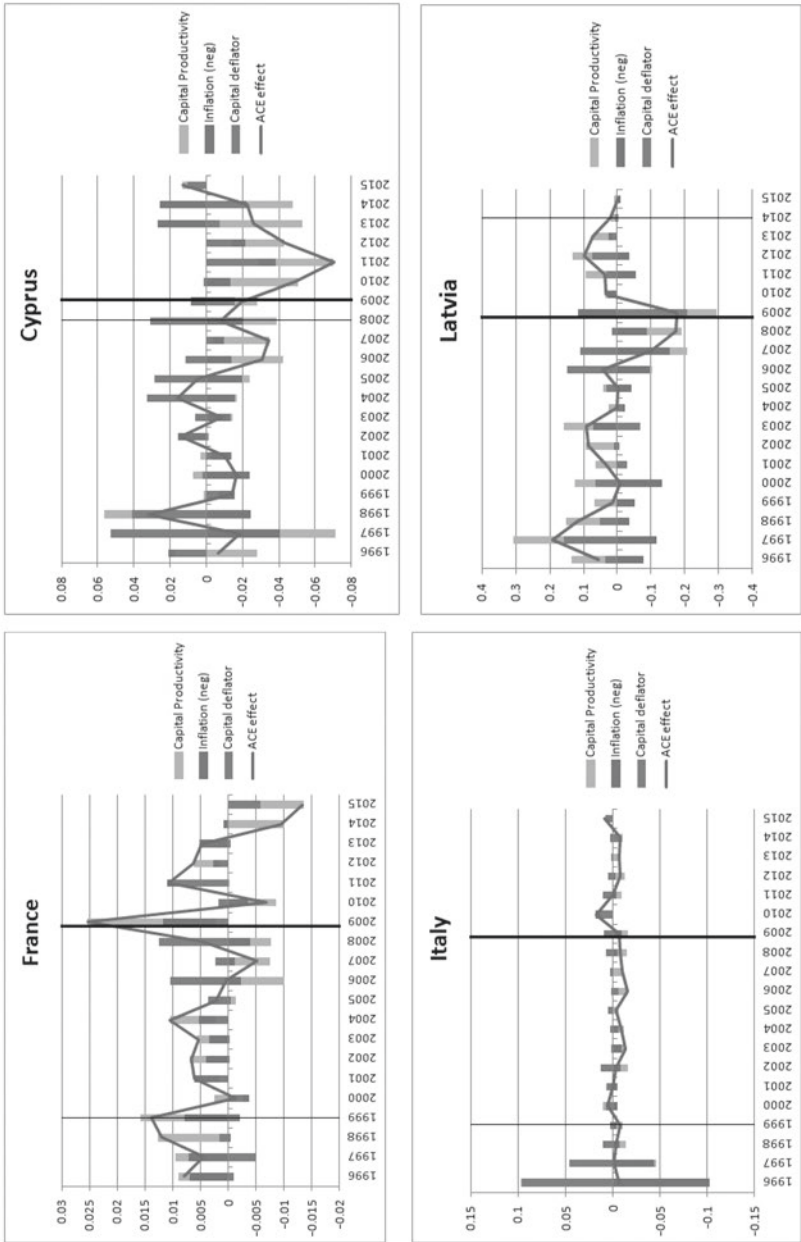 France
0.03
0.025
0.02
0.015
0.01
0.005
0
-0.005
-0.01
-0.015
-0.02
1996 1997 1998 1999 2000 2001 2002 2003 2004 2005 2006 2007 2008 2009 2010 2011 2012 2013 2014 2015
Capital Productivity
Inflation (neg)
Capital deflator
ACE effect
Cyprus
0.08
0.06
0.04
0.02
0
-0.02
-0.04
-0.06
-0.08
1996 1997 1998 1999 2000 2001 2002 2003 2004 2005 2006 2007 2008 2009 2010 2011 2012 2013 2014 2015
Capital Productivity
Inflation (neg)
Capital deflator
ACE effect
Italy
0.15
0.1
0.05
0
-0.05
-0.1
-0.15
1996 1997 1998 1999 2000 2001 2002 2003 2004 2005 2006 2007 2008 2009 2010 2011 2012 2013 2014 2015
Capital Productivity
Inflation (neg)
Capital deflator
ACE effect
Latvia
0.4
0.3
0.2
0.1
0
-0.1
-0.2
-0.3
-0.4
1996 1997 1998 1999 2000 2001 2002 2003 2004 2005 2006 2007 2008 2009 2010 2011 2012 2013 2014 2015
Capital Productivity
Inflation (neg)
Capital deflator
ACE effect